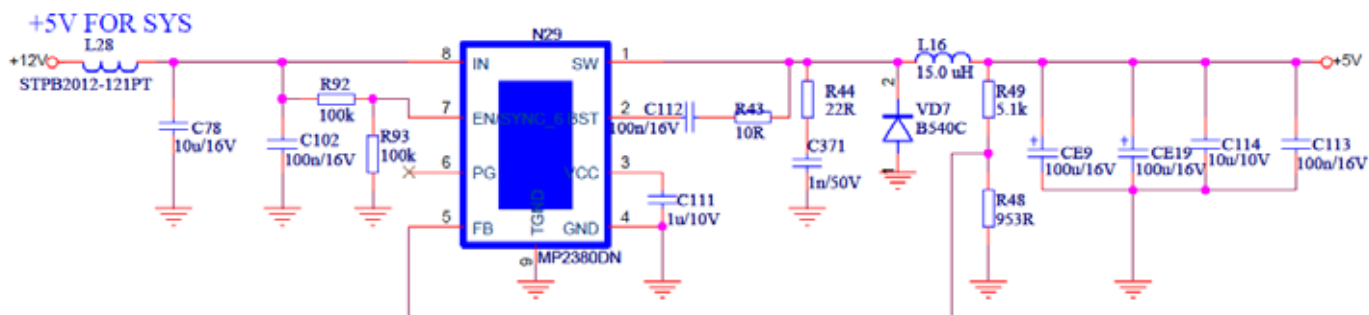 +5V FOR SYS
L28
+12V
STPB2012-121PT
C78
10u/16V
C102
100n/16V
R92
100k
R93
100k
N29
8
IN
SW
1
7
EN/SYNC_6
BST
2
6
PG
VCC
3
5
FB
GND
4
TGND
9
MP2380DN
C112
100n/16V
R43
10R
C111
1u/10V
R44
22R
C371
1n/50V
2
VD7
B540C
1
L16
15.0 uH
R49
5.1k
R48
953R
CE9
100u/16V
CE19
100u/16V
C114
10u/10V
C113
100n/16V
+5V